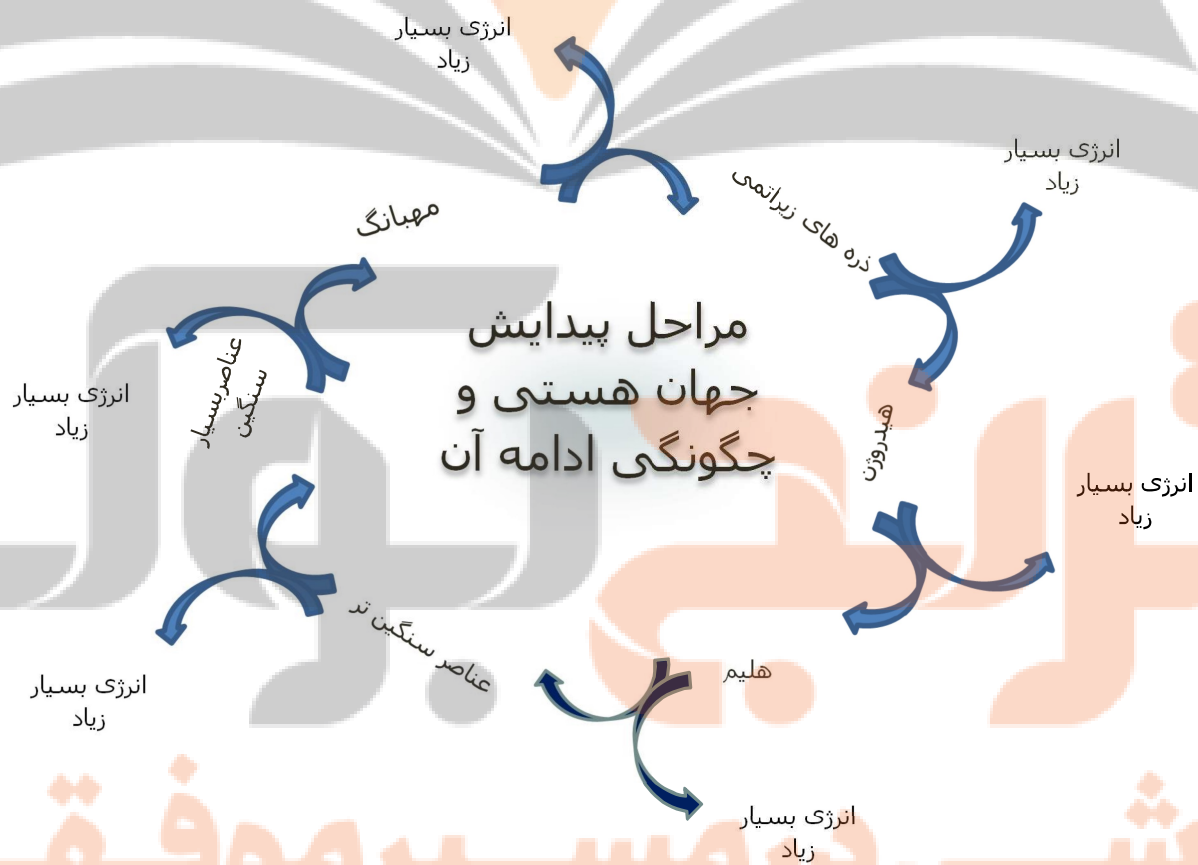 انرژی بسیار
زیاد
انرژی بسیار
زیاد
ذره های زیراتمی
مهبانگ
مراحل پیدایش
جهان هستی و
چگونگی ادامه آن
عناصربسیار
سنگین
انرژی بسیار
زیاد
هیدروژن
انرژی بسیار
زیاد
عناصر سنگین تر
هلیم
انرژی بسیار
زیاد
انرژی بسیار
زیاد